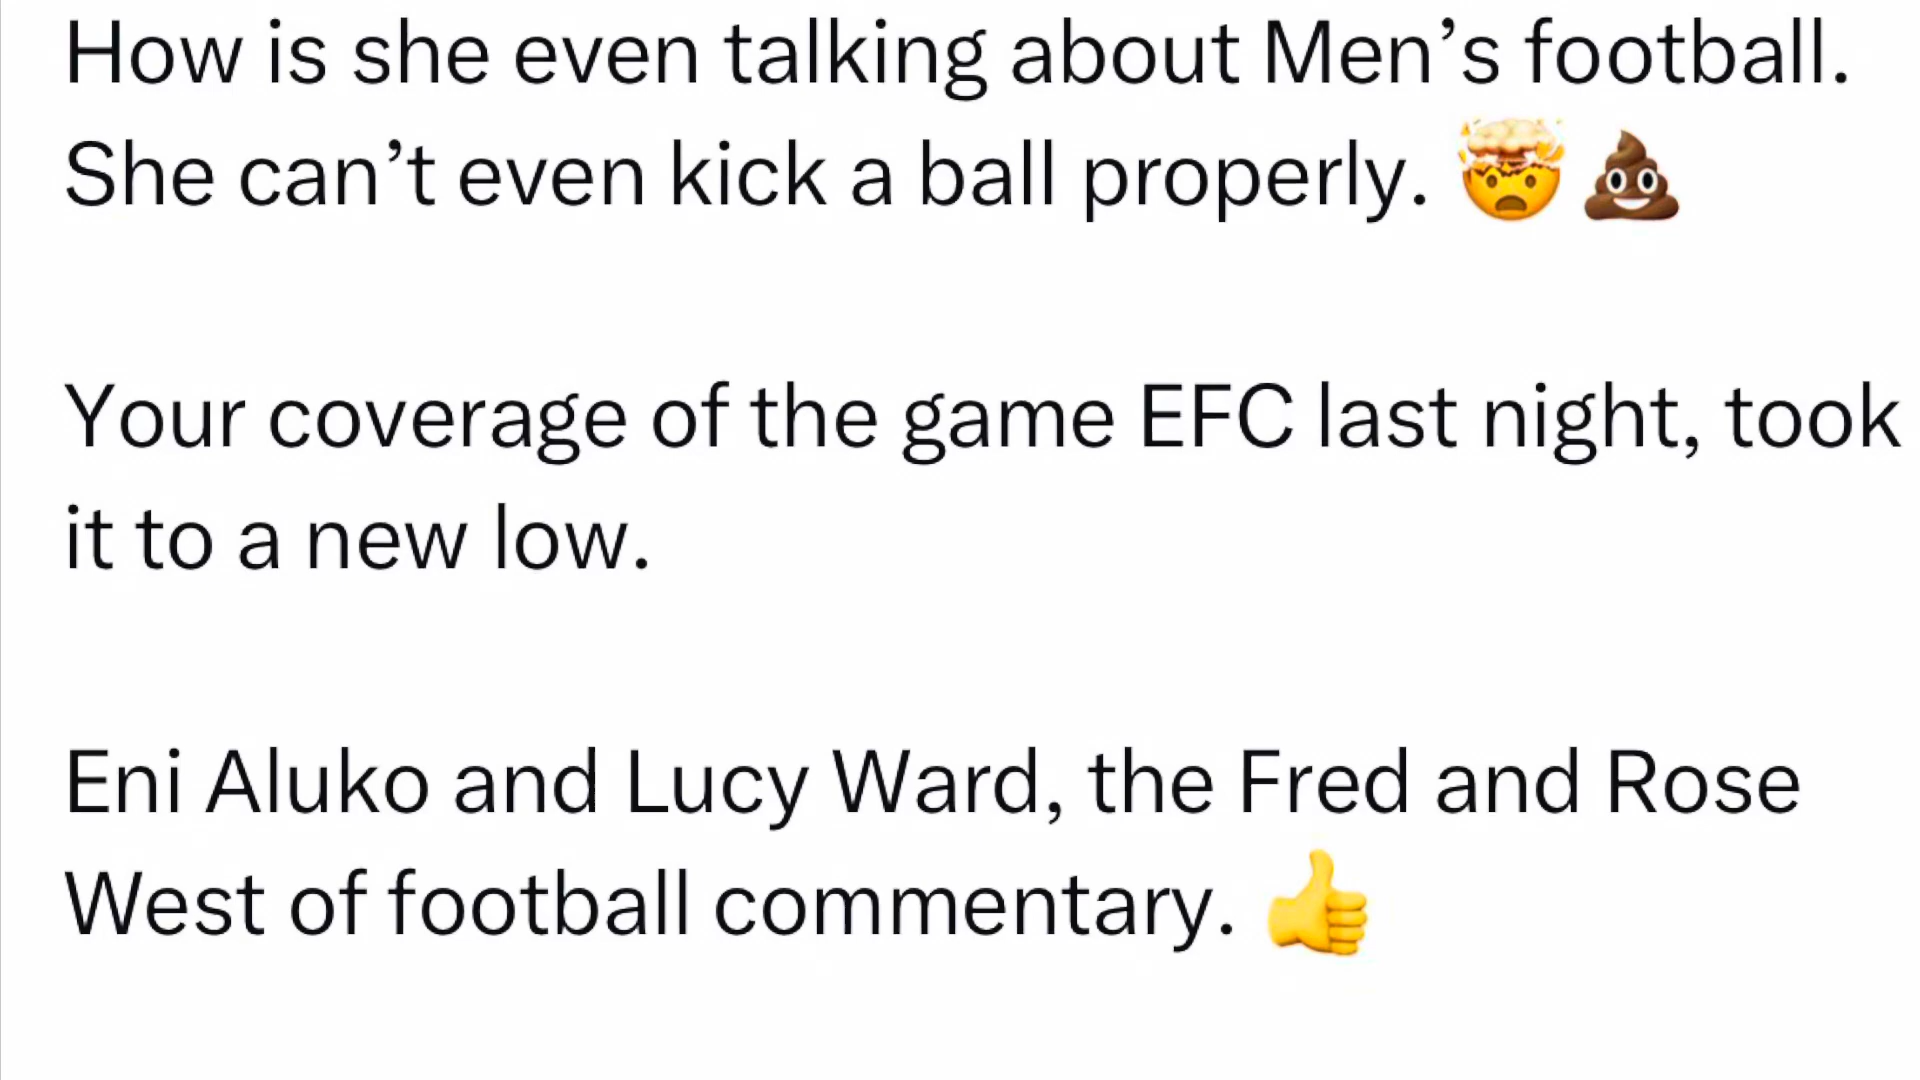 How is she even talking about Men’s football.
She can’t even kick a ball properly. 🤯💩
Your coverage of the game EFC last night, took
it to a new low.
Eni Aluko and Lucy Ward, the Fred and Rose
West of football commentary. 👍